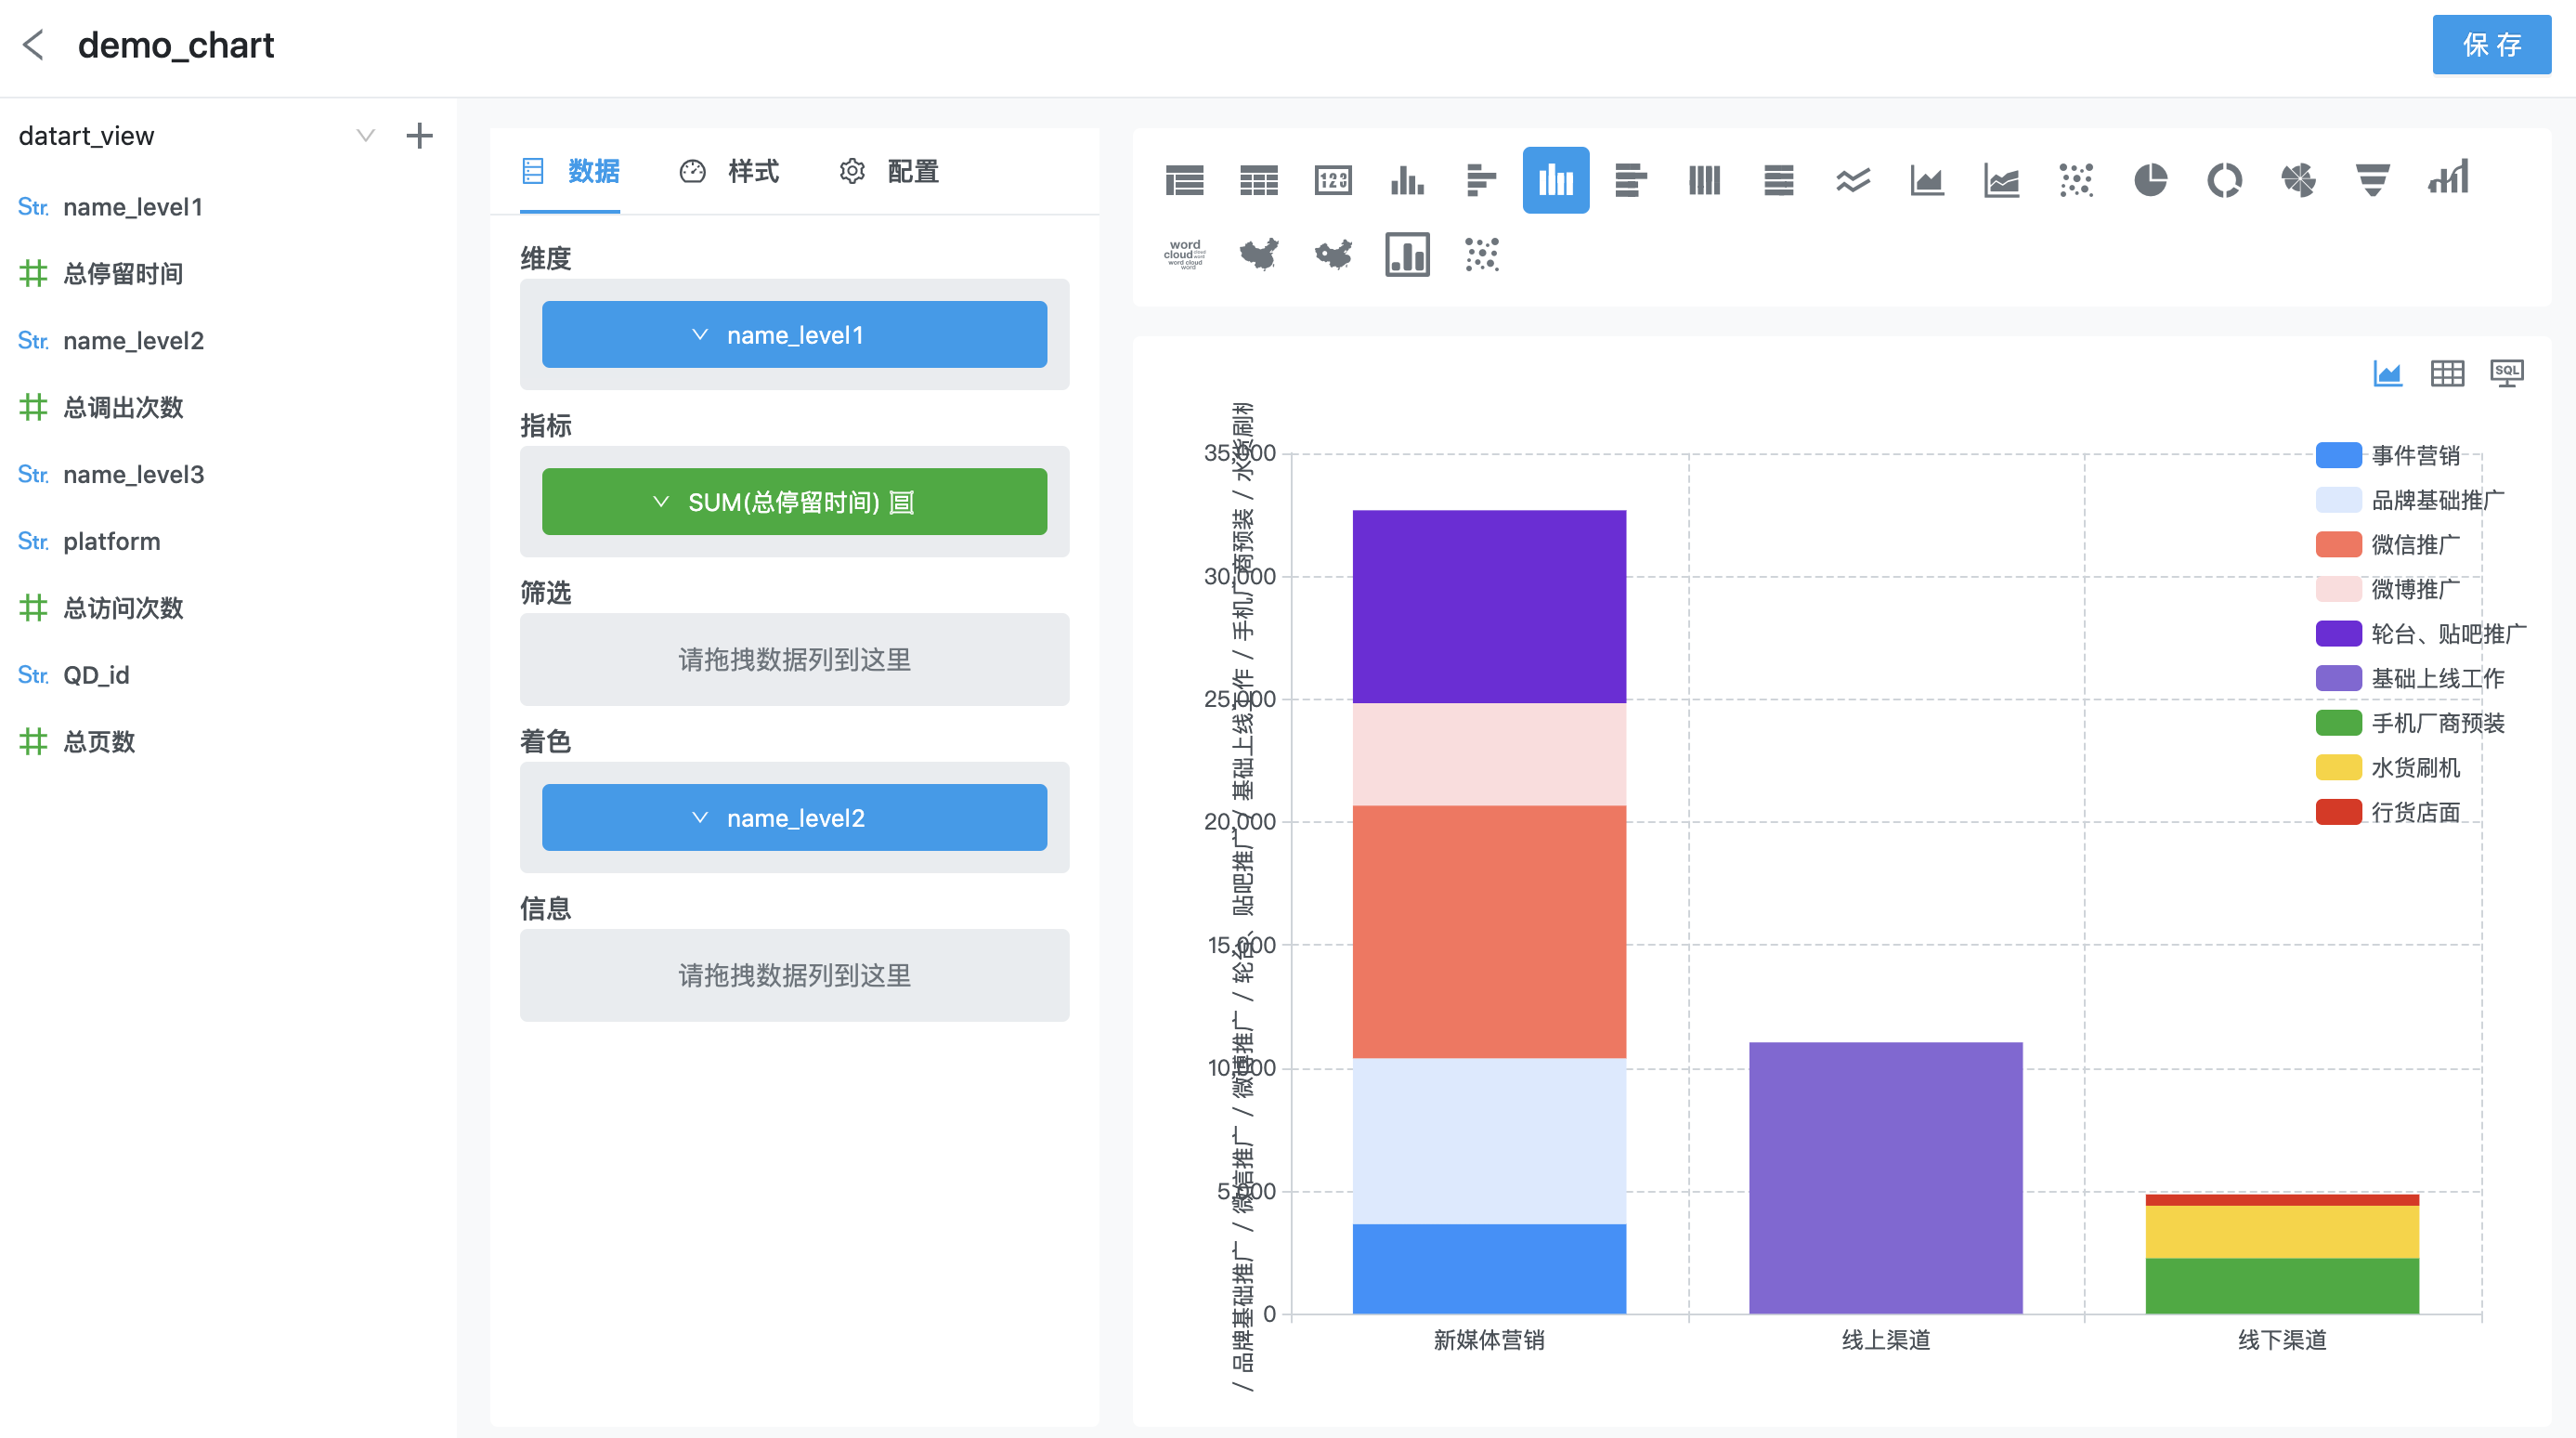 demo_chart
保 存
datart_view
Str. name_level1
总停留时间
Str. name_level2
总调出次数
Str. name_level3
Str. platform
总访问次数
Str. QD_id
总页数
数据
样式
配置
维度
name_level1
指标
SUM(总停留时间)
筛选
请拖拽数据列到这里
着色
name_level2
信息
请拖拽数据列到这里
123
word
cloud
word cloud
word
SQL
/ 品牌基础推广 / 微信推广 / 微博推广 / 轮台、贴吧推广 / 基础上线工作 / 手机厂商预装 / 水货刷机
35,000
30,000
25,000
20,000
15,000
10,000
5,000
0
新媒体营销
线上渠道
线下渠道
事件营销
品牌基础推广
微信推广
微博推广
轮台、贴吧推广
基础上线工作
手机厂商预装
水货刷机
行货店面